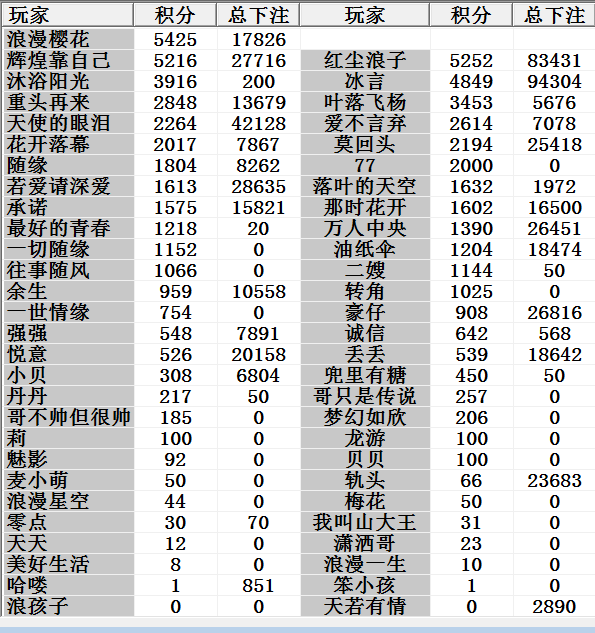 玩家 积分 总下注 玩家 积分 总下注
浪漫樱花 5425 17826
辉煌靠自己 5216 27716 红尘浪子 5252 83431
沐浴阳光 3916 200 冰言 4849 94304
重头再来 2848 13679 叶落飞杨 3453 5676
天使的眼泪 2264 42128 爱不言弃 2614 7078
花开落幕 2017 7867 莫回头 2194 25418
随缘 1804 8262 77 2000 0
若爱请深爱 1613 28635 落叶的天空 1632 1972
承诺 1575 15821 那时花开 1602 16500
最好的青春 1218 20 万人中央 1390 26451
一切随缘 1152 0 油纸伞 1204 18474
往事随风 1066 0 二嫂 1144 50
余生 959 10558 转角 1025 0
一世情缘 754 0 豪仔 908 26816
强强 548 7891 诚信 642 568
悦意 526 20158 丢丢 539 18642
小贝 308 6804 兜里有糖 450 50
丹丹 217 50 哥只是传说 257 0
哥不帅但很帅 185 0 梦幻如欣 206 0
莉 100 0 龙游 100 0
魅影 92 0 贝贝 100 0
麦小萌 50 0 轨头 66 23683
浪漫星空 44 0 梅花 50 0
零点 30 70 我叫山大王 31 0
天天 12 0 潇洒哥 23 0
美好生活 8 0 浪漫一生 10 0
哈喽 1 851 笨小孩 1 0
浪孩子 0 0 天若有情 0 2890